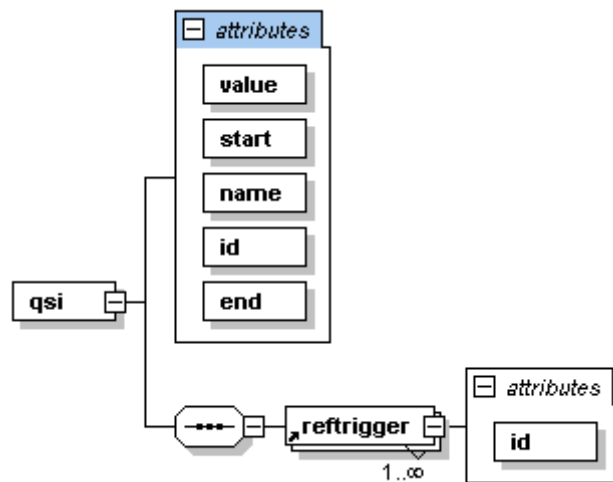 attributes
value
start
name
id
end
qsi
reftrigger
1..∞
attributes
id